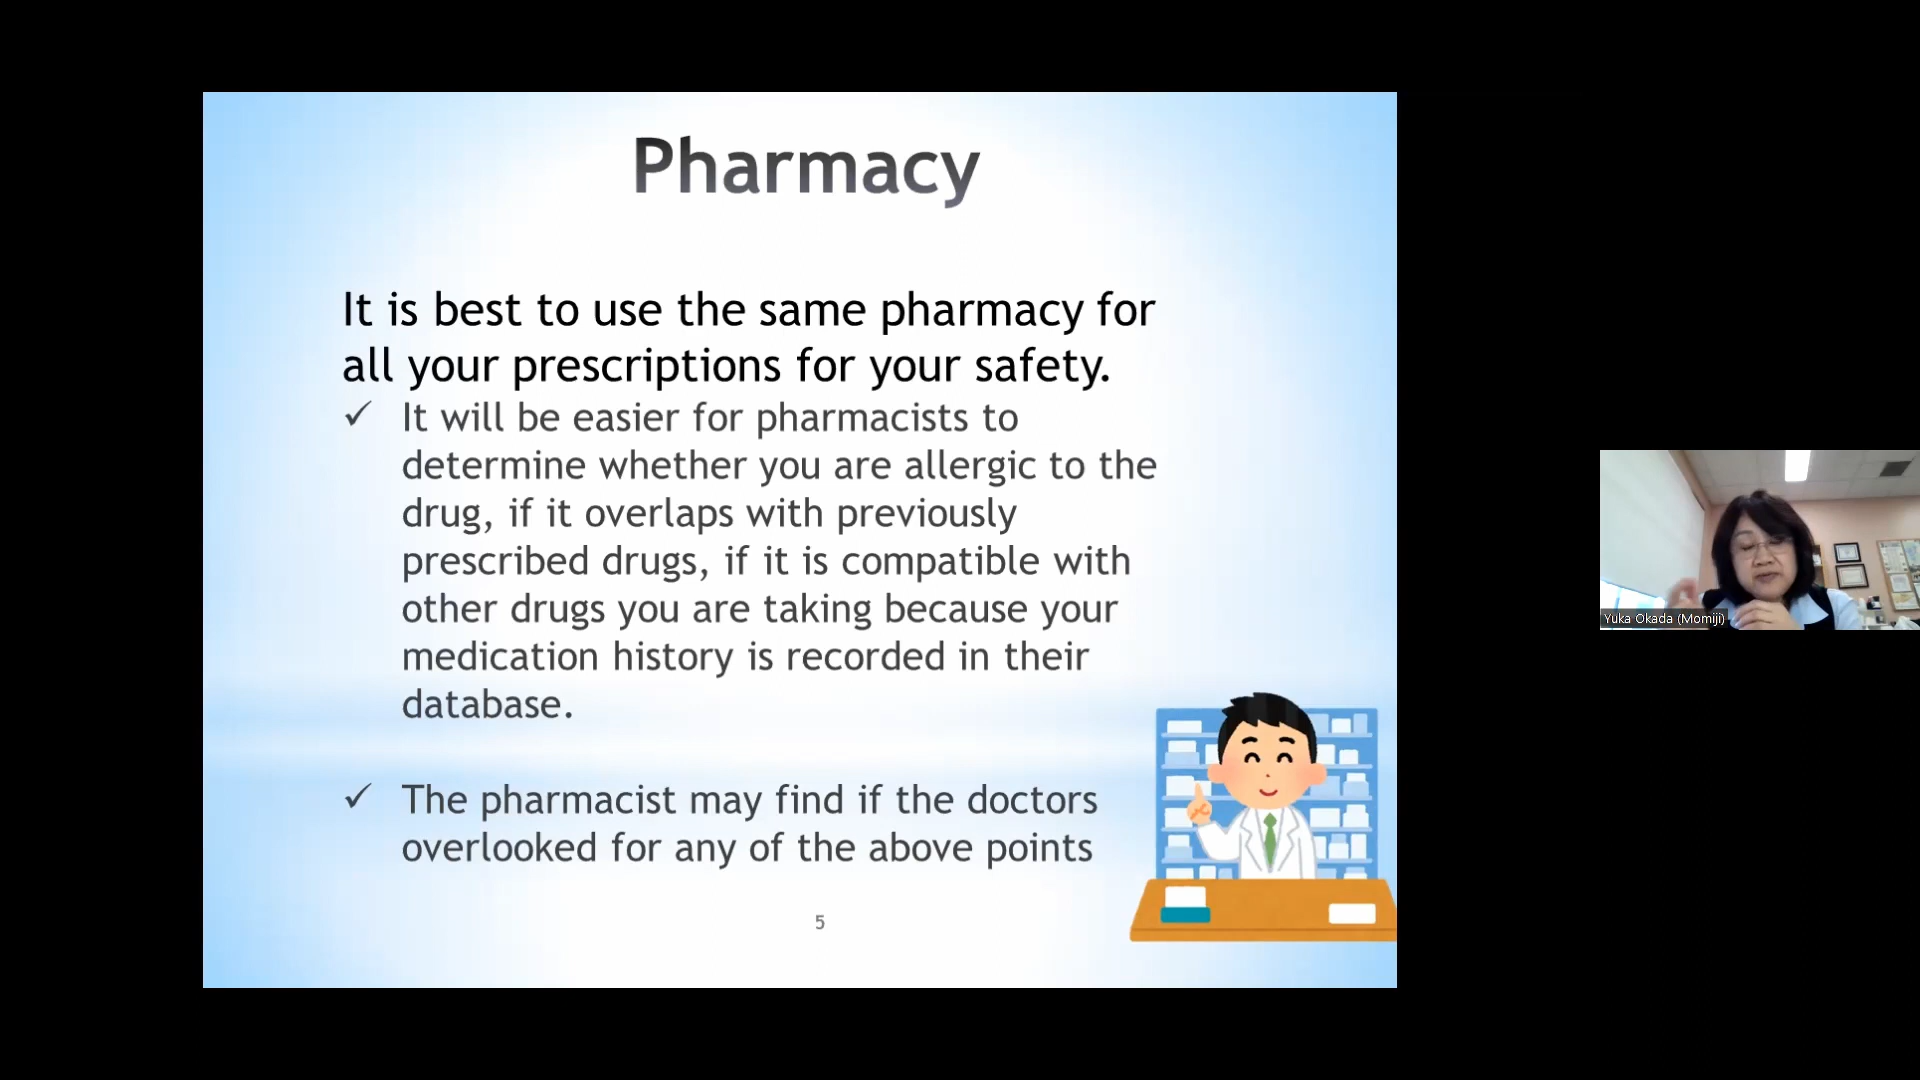 Pharmacy
It is best to use the same pharmacy for
all your prescriptions for your safety.
✓ It will be easier for pharmacists to
determine whether you are allergic to the
drug, if it overlaps with previously
prescribed drugs, if it is compatible with
other drugs you are taking because your
medication history is recorded in their
database.
✓ The pharmacist may find if the doctors
overlooked for any of the above points
5
Yuka Okada (Momiji)